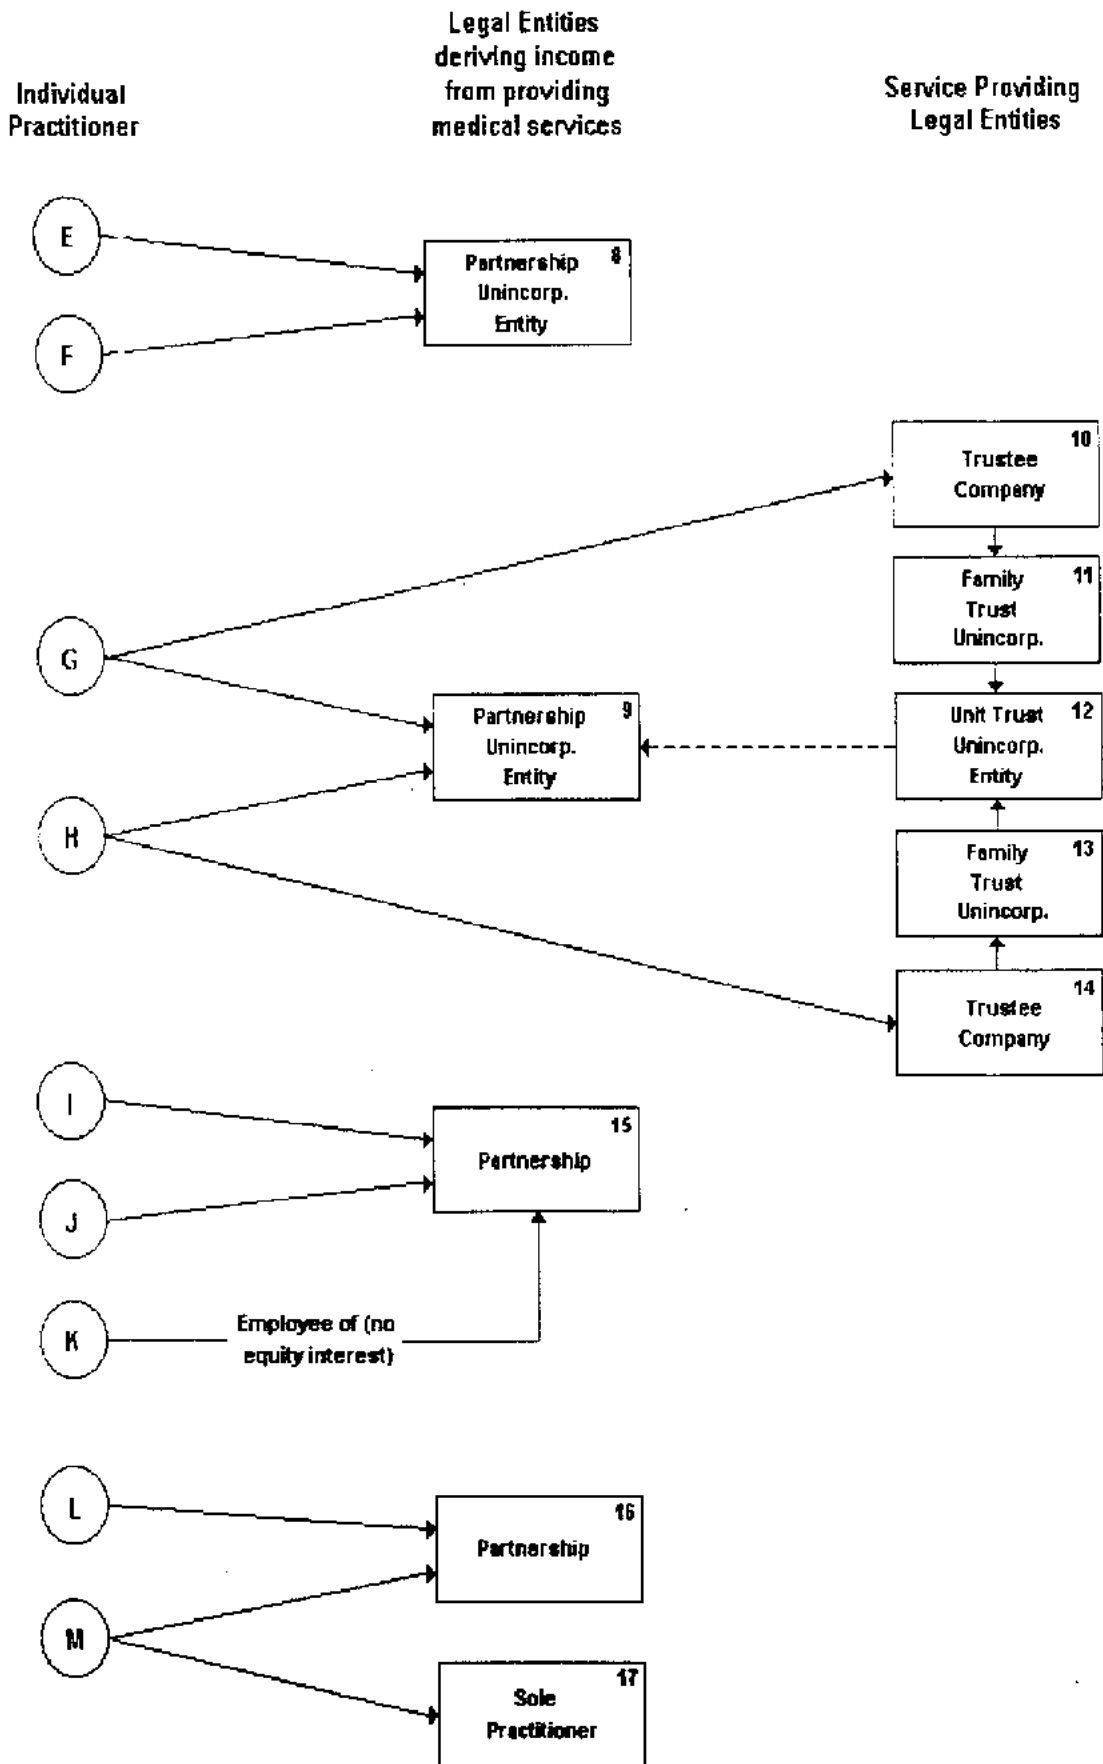 Legal Entities
deriving income
from providing
medical services
Individual
Practitioner
Service Providing
Legal Entities
E
Partnership 8
Unincorp.
Entity
F
Trustee 10
Company
Family 11
Trust
Unincorp.
G
Partnership 9
Unincorp.
Entity
Unit Trust 12
Unincorp.
Entity
H
Family 13
Trust
Unincorp.
Trustee 14
Company
I
15
Partnership
J
K
Employee of (no
equity interest)
L
16
Partnership
M
17
Sole
Practitioner